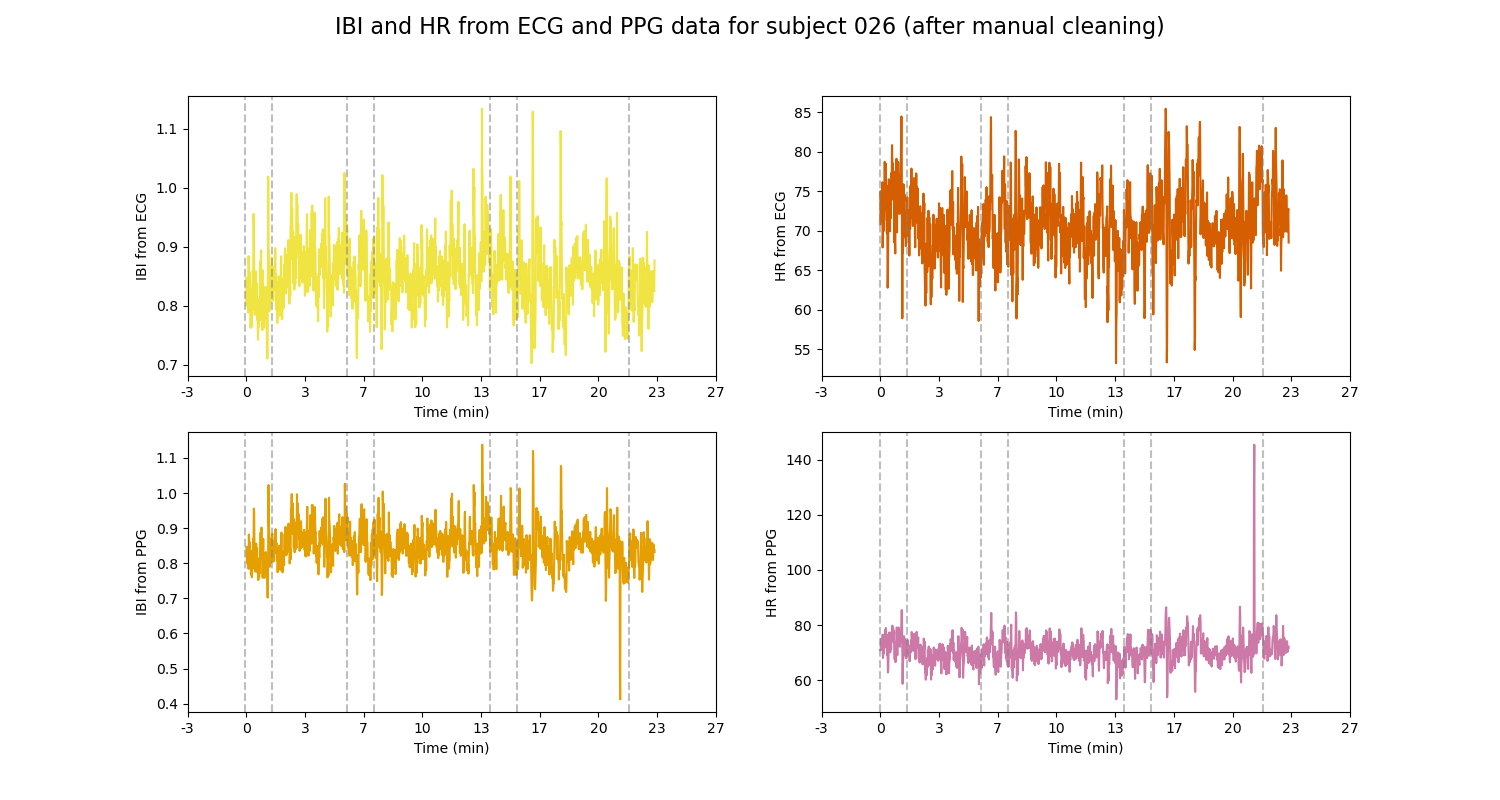 IBI and HR from ECG and PPG data for subject 026 (after manual cleaning)
IBI from ECG
1.1
1.0
0.9
0.8
0.7
-3 0 3 7 10 13 17 20 23 27
Time (min)
HR from ECG
85
80
75
70
65
60
55
-3 0 3 7 10 13 17 20 23 27
Time (min)
IBI from PPG
1.1
1.0
0.9
0.8
0.7
0.6
0.5
0.4
-3 0 3 7 10 13 17 20 23 27
Time (min)
HR from PPG
140
120
100
80
60
-3 0 3 7 10 13 17 20 23 27
Time (min)